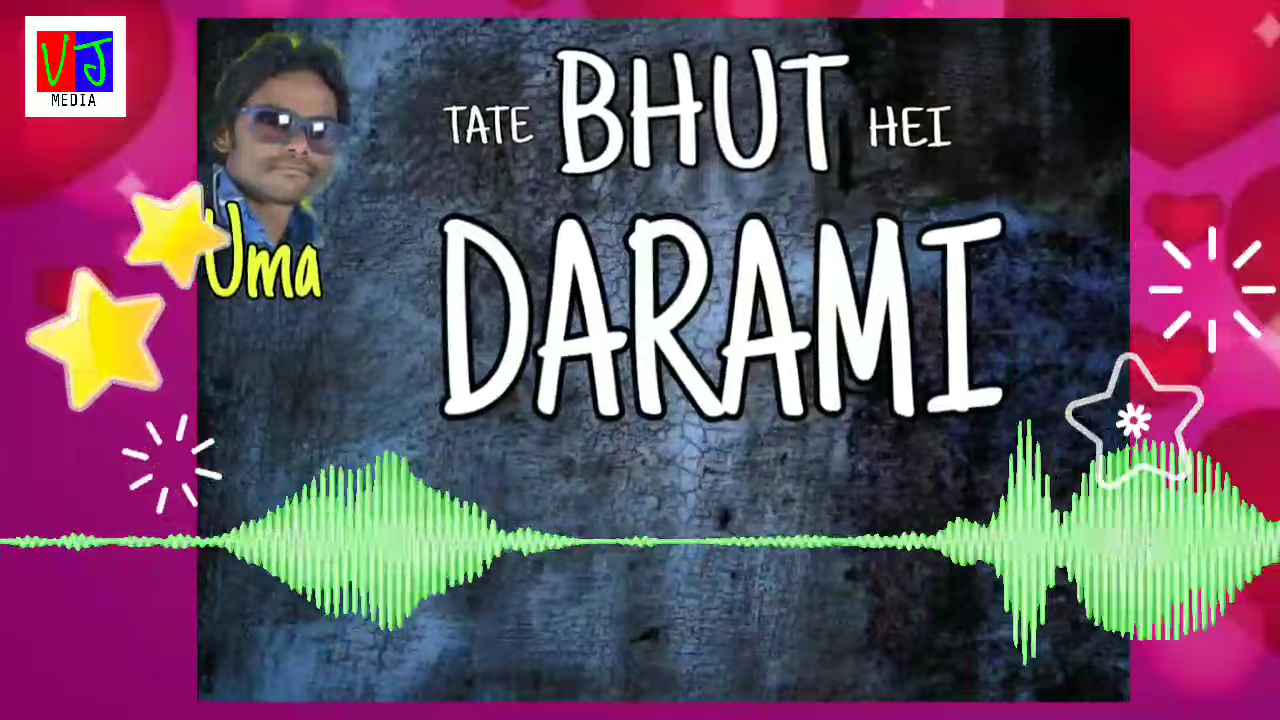 VJ
MEDIA
TATE BHUT HEI
DARAMI
Uma